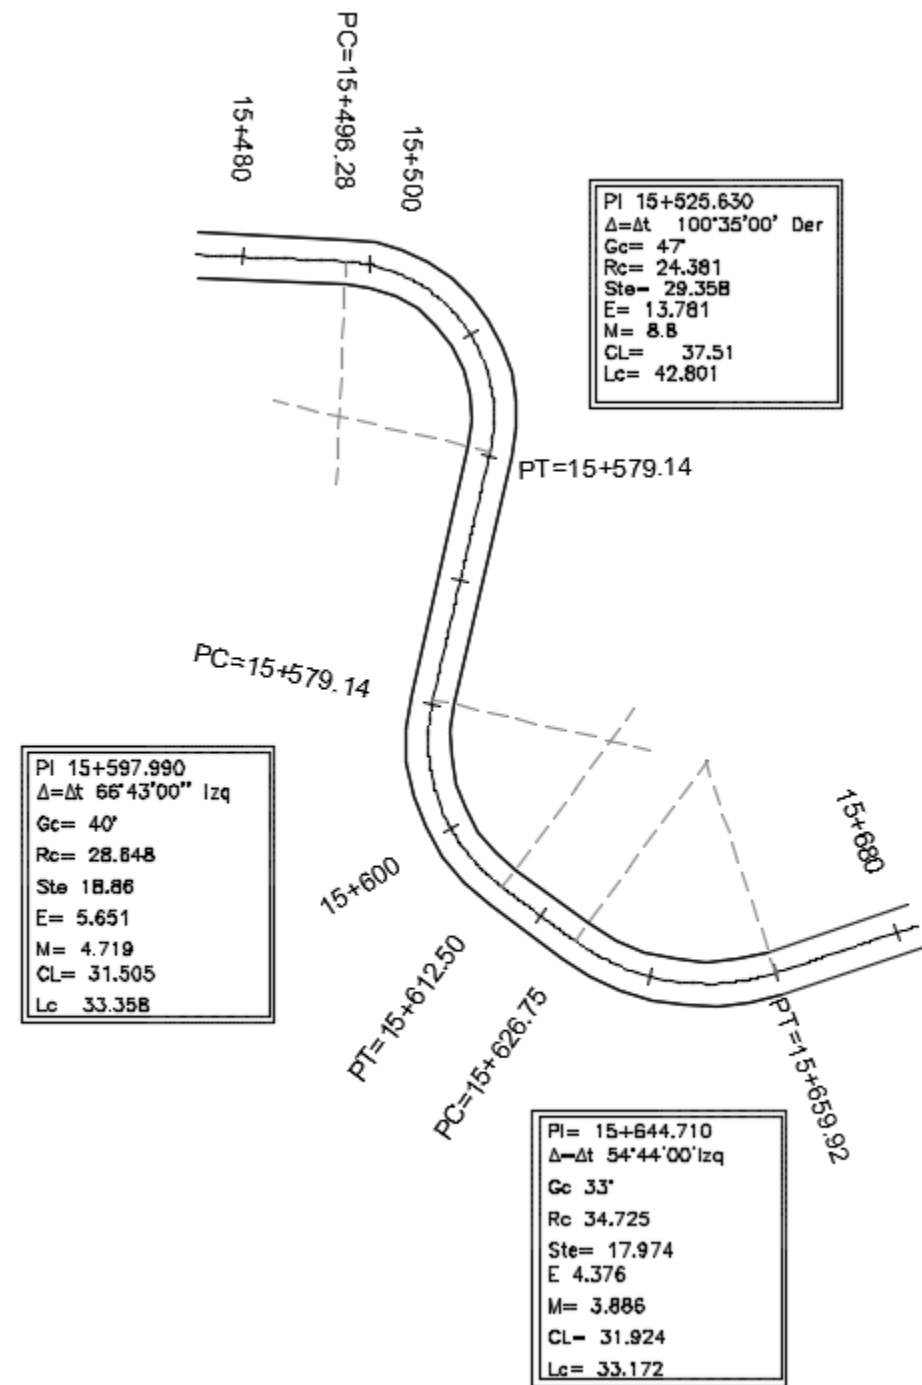 PC=15+496.28
15+480
15+500
PI 15+525.630
Δ=Δt 100°35'00' Der
Gc= 47°
Rc= 24.381
Ste- 29.358
E= 13.781
M= 8.8
CL= 37.51
Lc= 42.801
PT=15+579.14
PC=15+579.14
PI 15+597.990
Δ=Δt 66°43'00" Izq
Gc= 40°
Rc= 28.648
Ste 18.86
E= 5.651
M= 4.719
CL= 31.505
Lc 33.358
15+600
PT=15+612.50
PC=15+626.75
15+680
PT=15+659.92
PI= 15+644.710
Δ-Δt 54°44'00'Izq
Gc 33°
Rc 34.725
Ste= 17.974
E 4.376
M= 3.886
CL- 31.924
Lc= 33.172